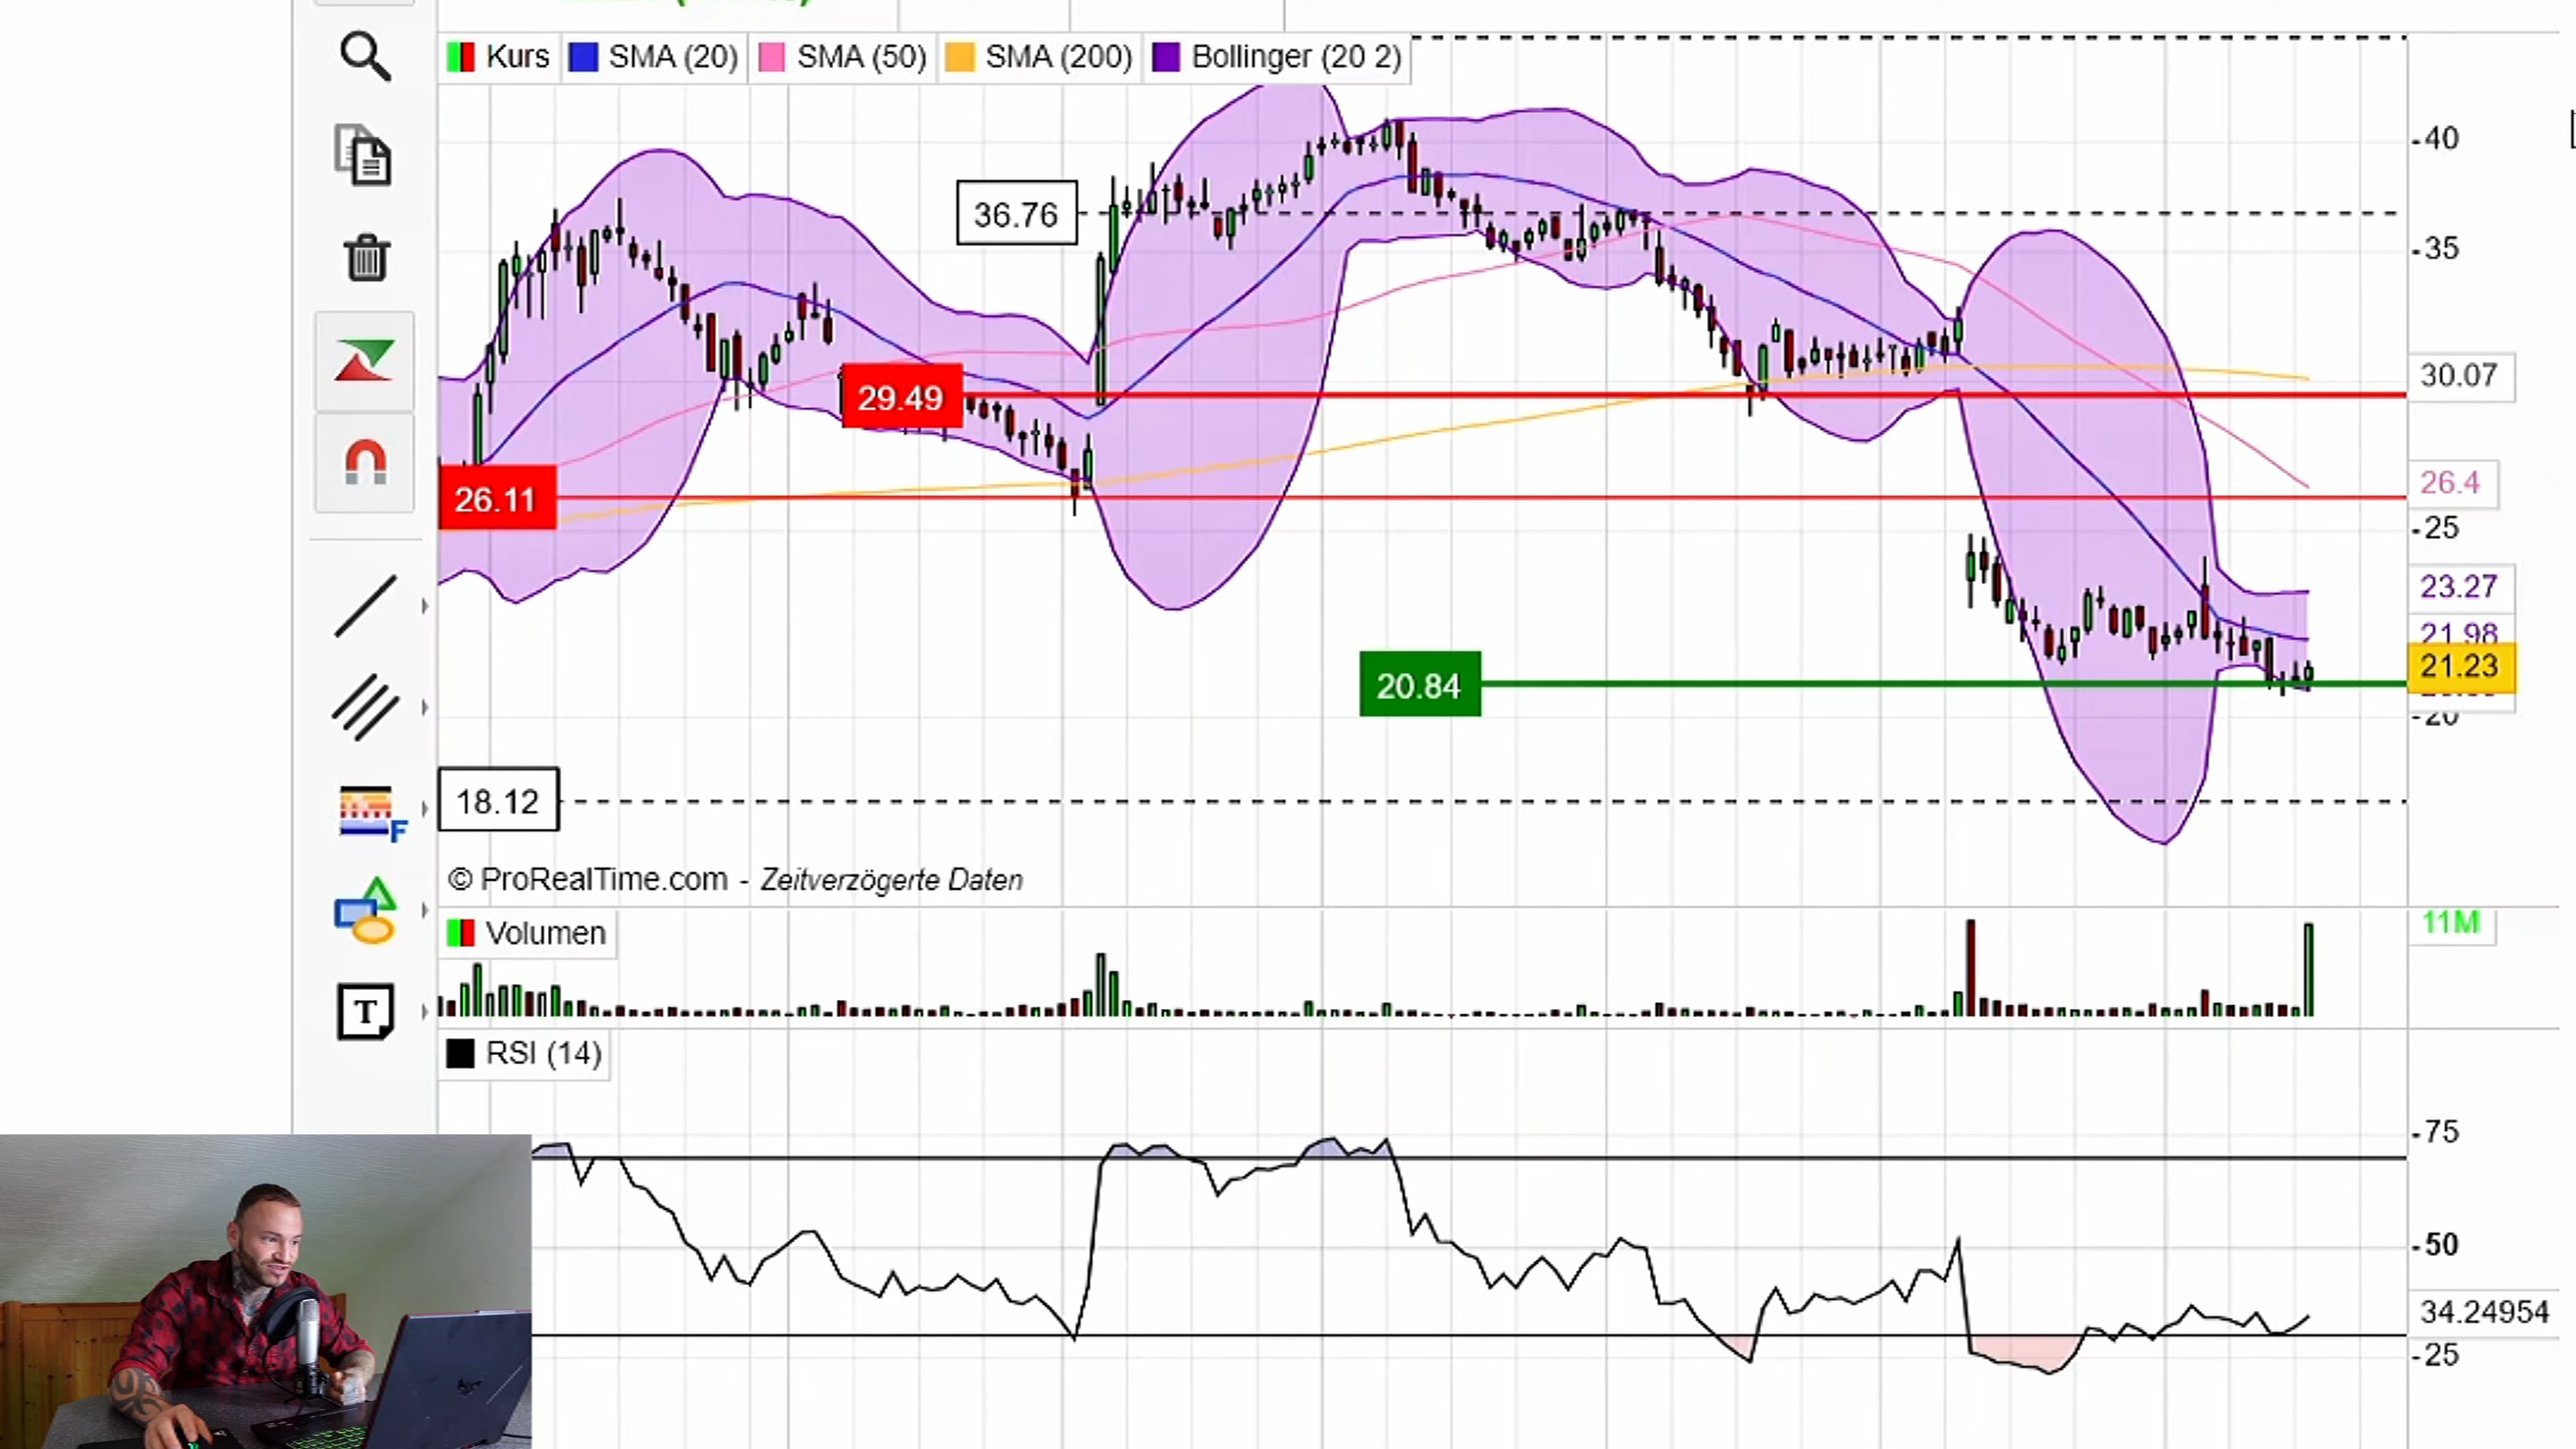 Kurs
SMA (20)
SMA (50)
SMA (200)
Bollinger (20 2)
40
36.76
35
30.07
29.49
26.4
26.11
25
23.27
21.98
21.23
20.84
20
18.12
© ProRealTime.com - Zeitverzögerte Daten
Volumen
11M
RSI (14)
75
50
34.24954
25
F
T